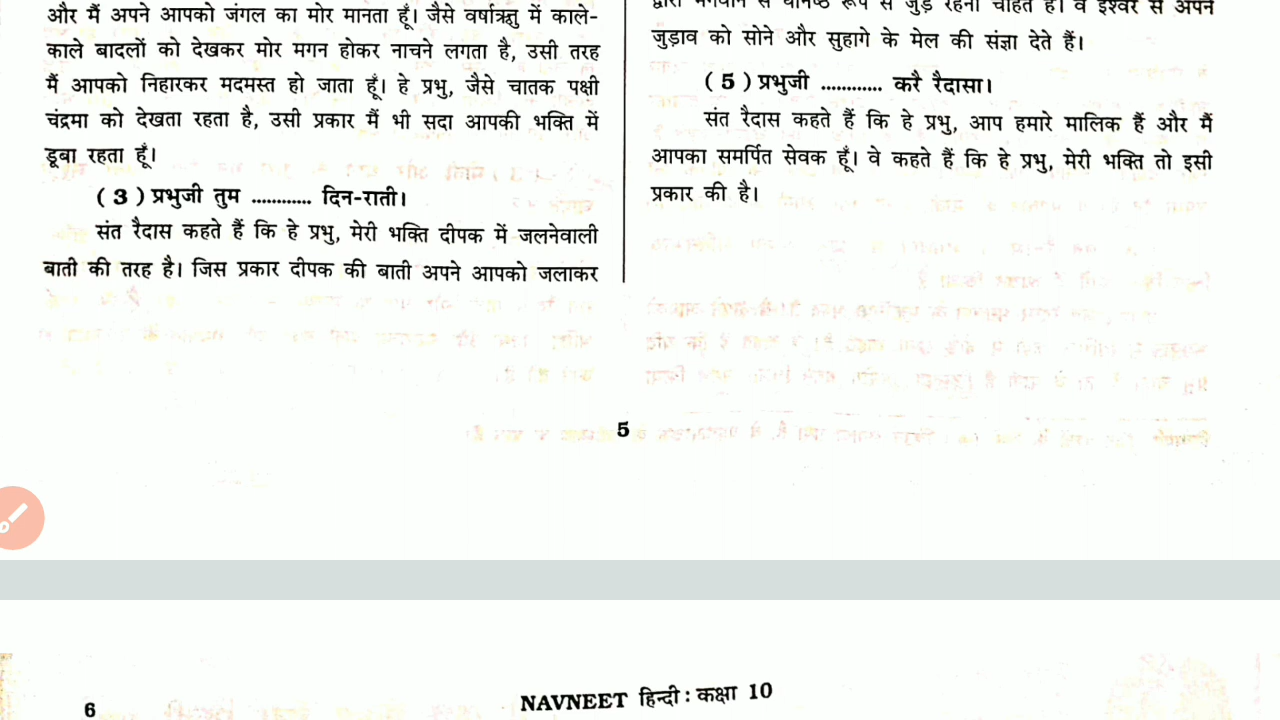 और मैं अपने आपको जंगल का मोर मानता हूँ। जैसे वर्षाऋतु में काले-
काले बादलों को देखकर मोर मगन होकर नाचने लगता है, उसी तरह
मैं आपको निहारकर मदमस्त हो जाता हूँ। हे प्रभु, जैसे चातक पक्षी
चंद्रमा को देखता रहता है, उसी प्रकार मैं भी सदा आपकी भक्ति में
डूबा रहता हूँ।
( 3 ) प्रभुजी तुम ............ दिन-राती।
संत रैदास कहते हैं कि हे प्रभु, मेरी भक्ति दीपक में जलनेवाली
बाती की तरह है। जिस प्रकार दीपक की बाती अपने आपको जलाकर
द्वारा भगवान से घनिष्ठ रूप से जुड़े रहना चाहते हैं। वे ईश्वर से अपने
जुड़ाव को सोने और सुहागे के मेल की संज्ञा देते हैं।
( 5 ) प्रभुजी ............ करै रैदासा।
संत रैदास कहते हैं कि हे प्रभु, आप हमारे मालिक हैं और मैं
आपका समर्पित सेवक हूँ। वे कहते हैं कि हे प्रभु, मेरी भक्ति तो इसी
प्रकार की है।
5
6
NAVNEET हिन्दी : कक्षा 10